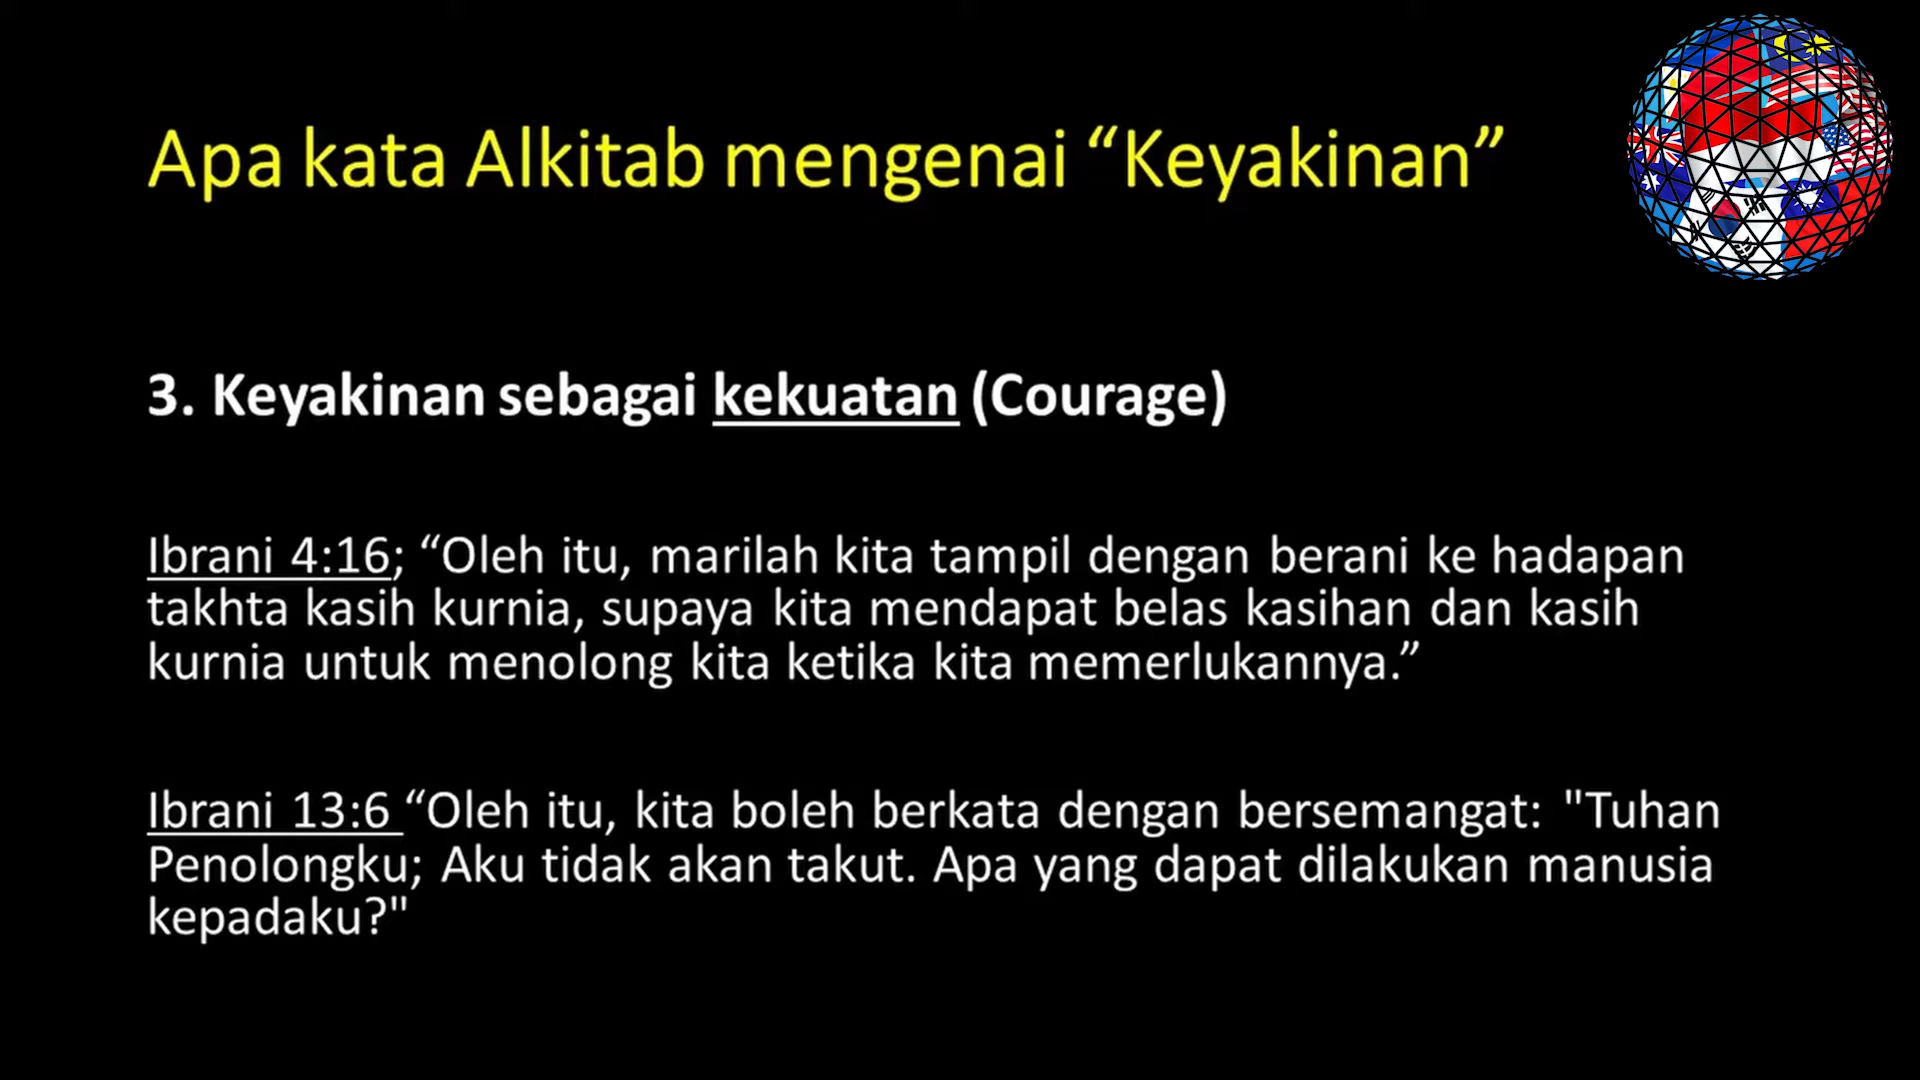 Apa kata Alkitab mengenai “Keyakinan”
3. Keyakinan sebagai kekuatan (Courage)
Ibrani 4:16; “Oleh itu, marilah kita tampil dengan berani ke hadapan
takhta kasih kurnia, supaya kita mendapat belas kasihan dan kasih
kurnia untuk menolong kita ketika kita memerlukannya.”
Ibrani 13:6 “Oleh itu, kita boleh berkata dengan bersemangat: "Tuhan
Penolongku; Aku tidak akan takut. Apa yang dapat dilakukan manusia
kepadaku?"